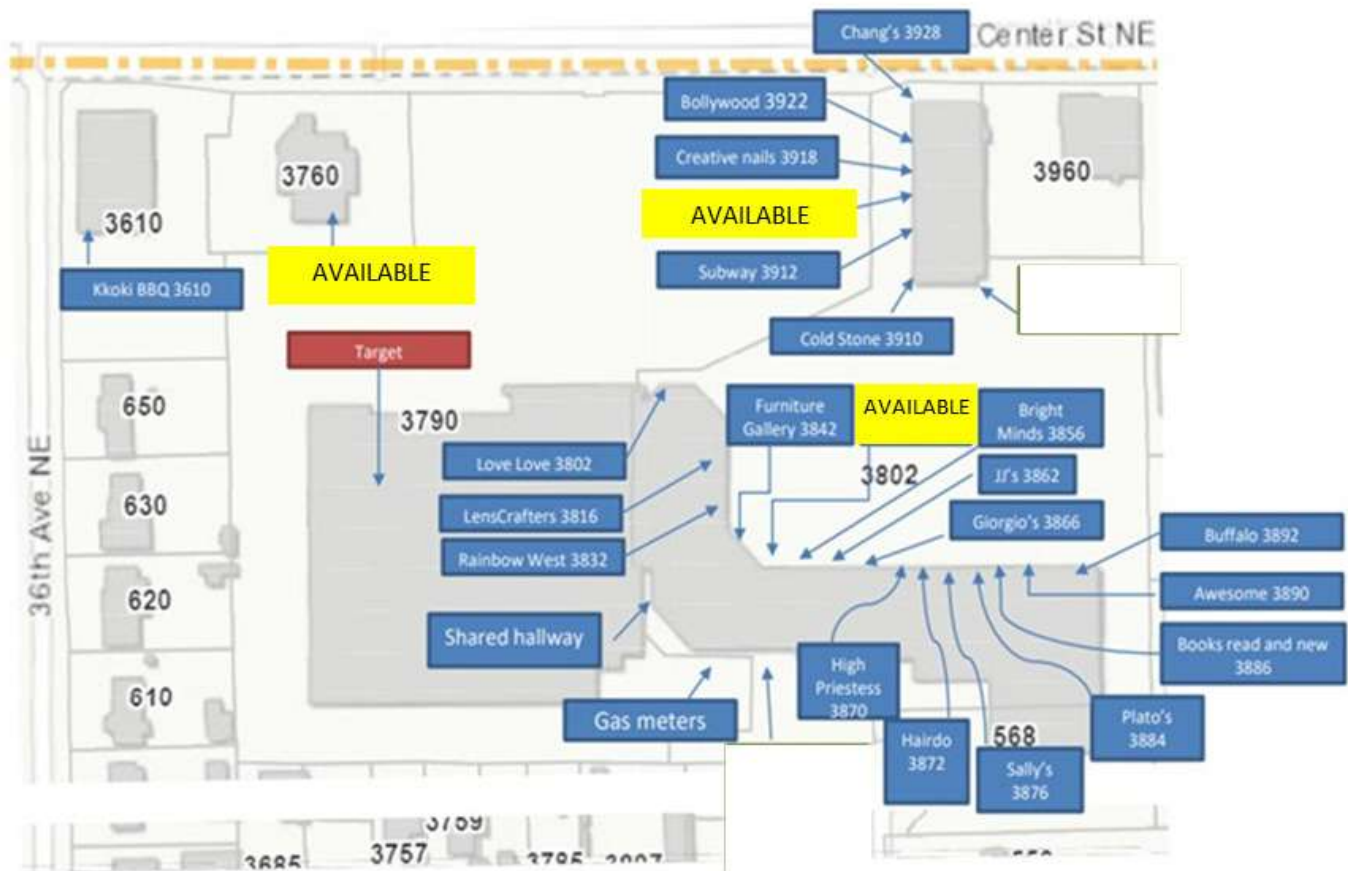 Chang's 3928
Center St NE
Bollywood 3922
Creative nails 3918
3760
3960
AVAILABLE
3610
AVAILABLE
Subway 3912
Kkoki BBQ 3610
Cold Stone 3910
Target
650
3790
Furniture
Gallery 3842
AVAILABLE
Bright
Minds 3856
Love Love 3802
3802
JJ's 3862
630
LensCrafters 3816
Giorgio's 3866
Buffalo 3892
Rainbow West 3832
36th Ave NE
620
Awesome 3890
Shared hallway
Books read and new
3886
High
Priestess
3870
610
Gas meters
Plato's
3884
Hairdo
3872
568
Sally's
3876
3757
3685